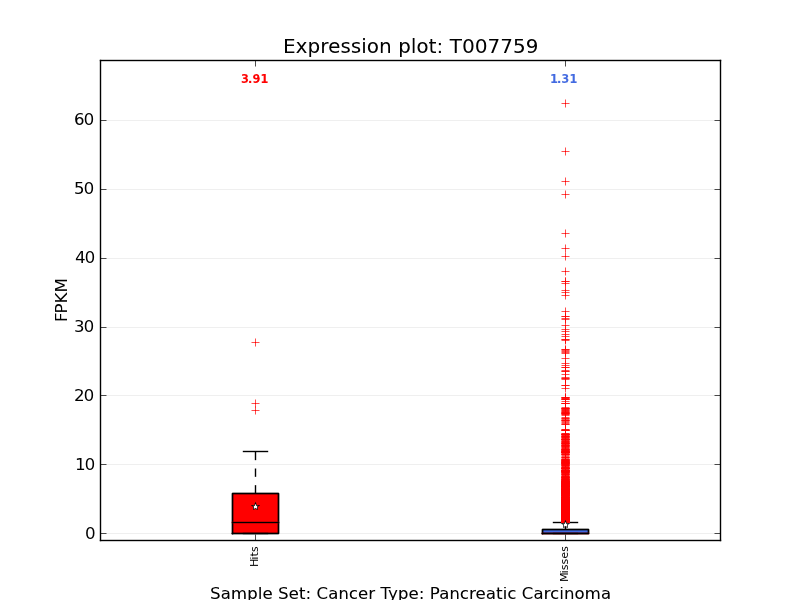 Expression plot: T007759
3.91
1.31
60
50
40
30
20
10
0
FPKM
Hits
Misses
Sample Set: Cancer Type: Pancreatic Carcinoma